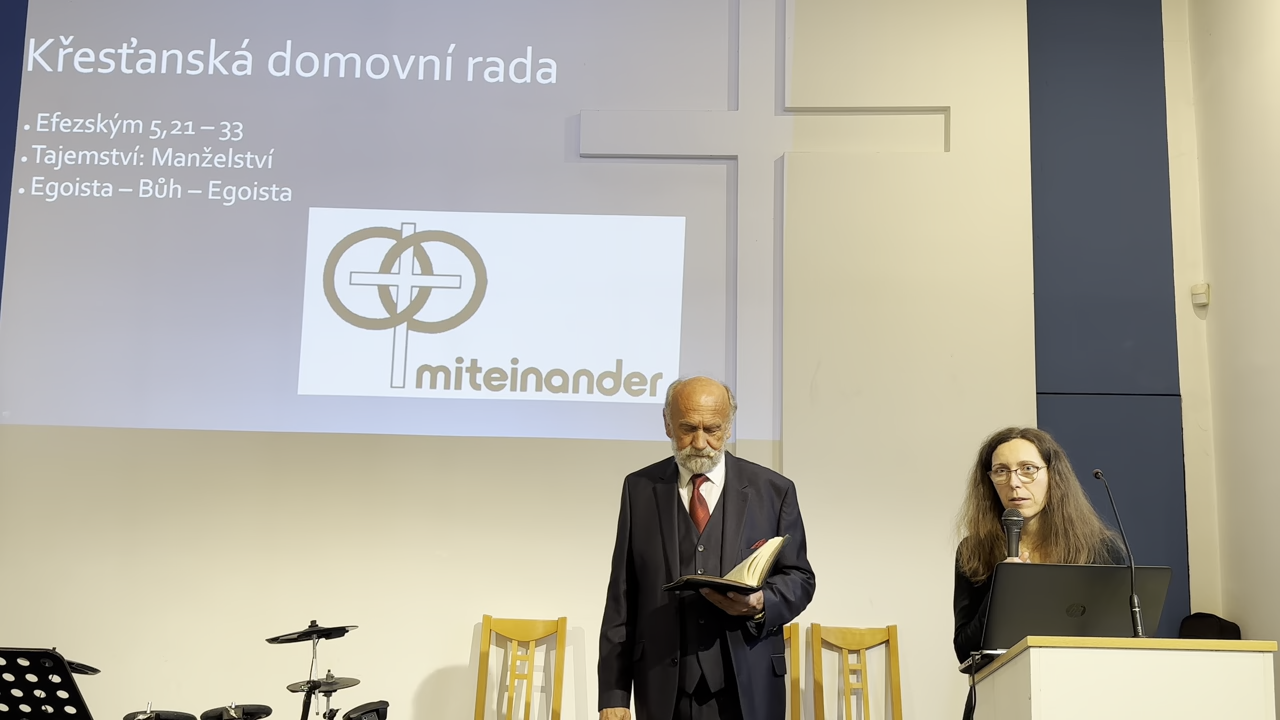 Křesťanská domovní rada
• Efezským 5,21 – 33
• Tajemství: Manželství
• Egoista – Bůh – Egoista
miteinander